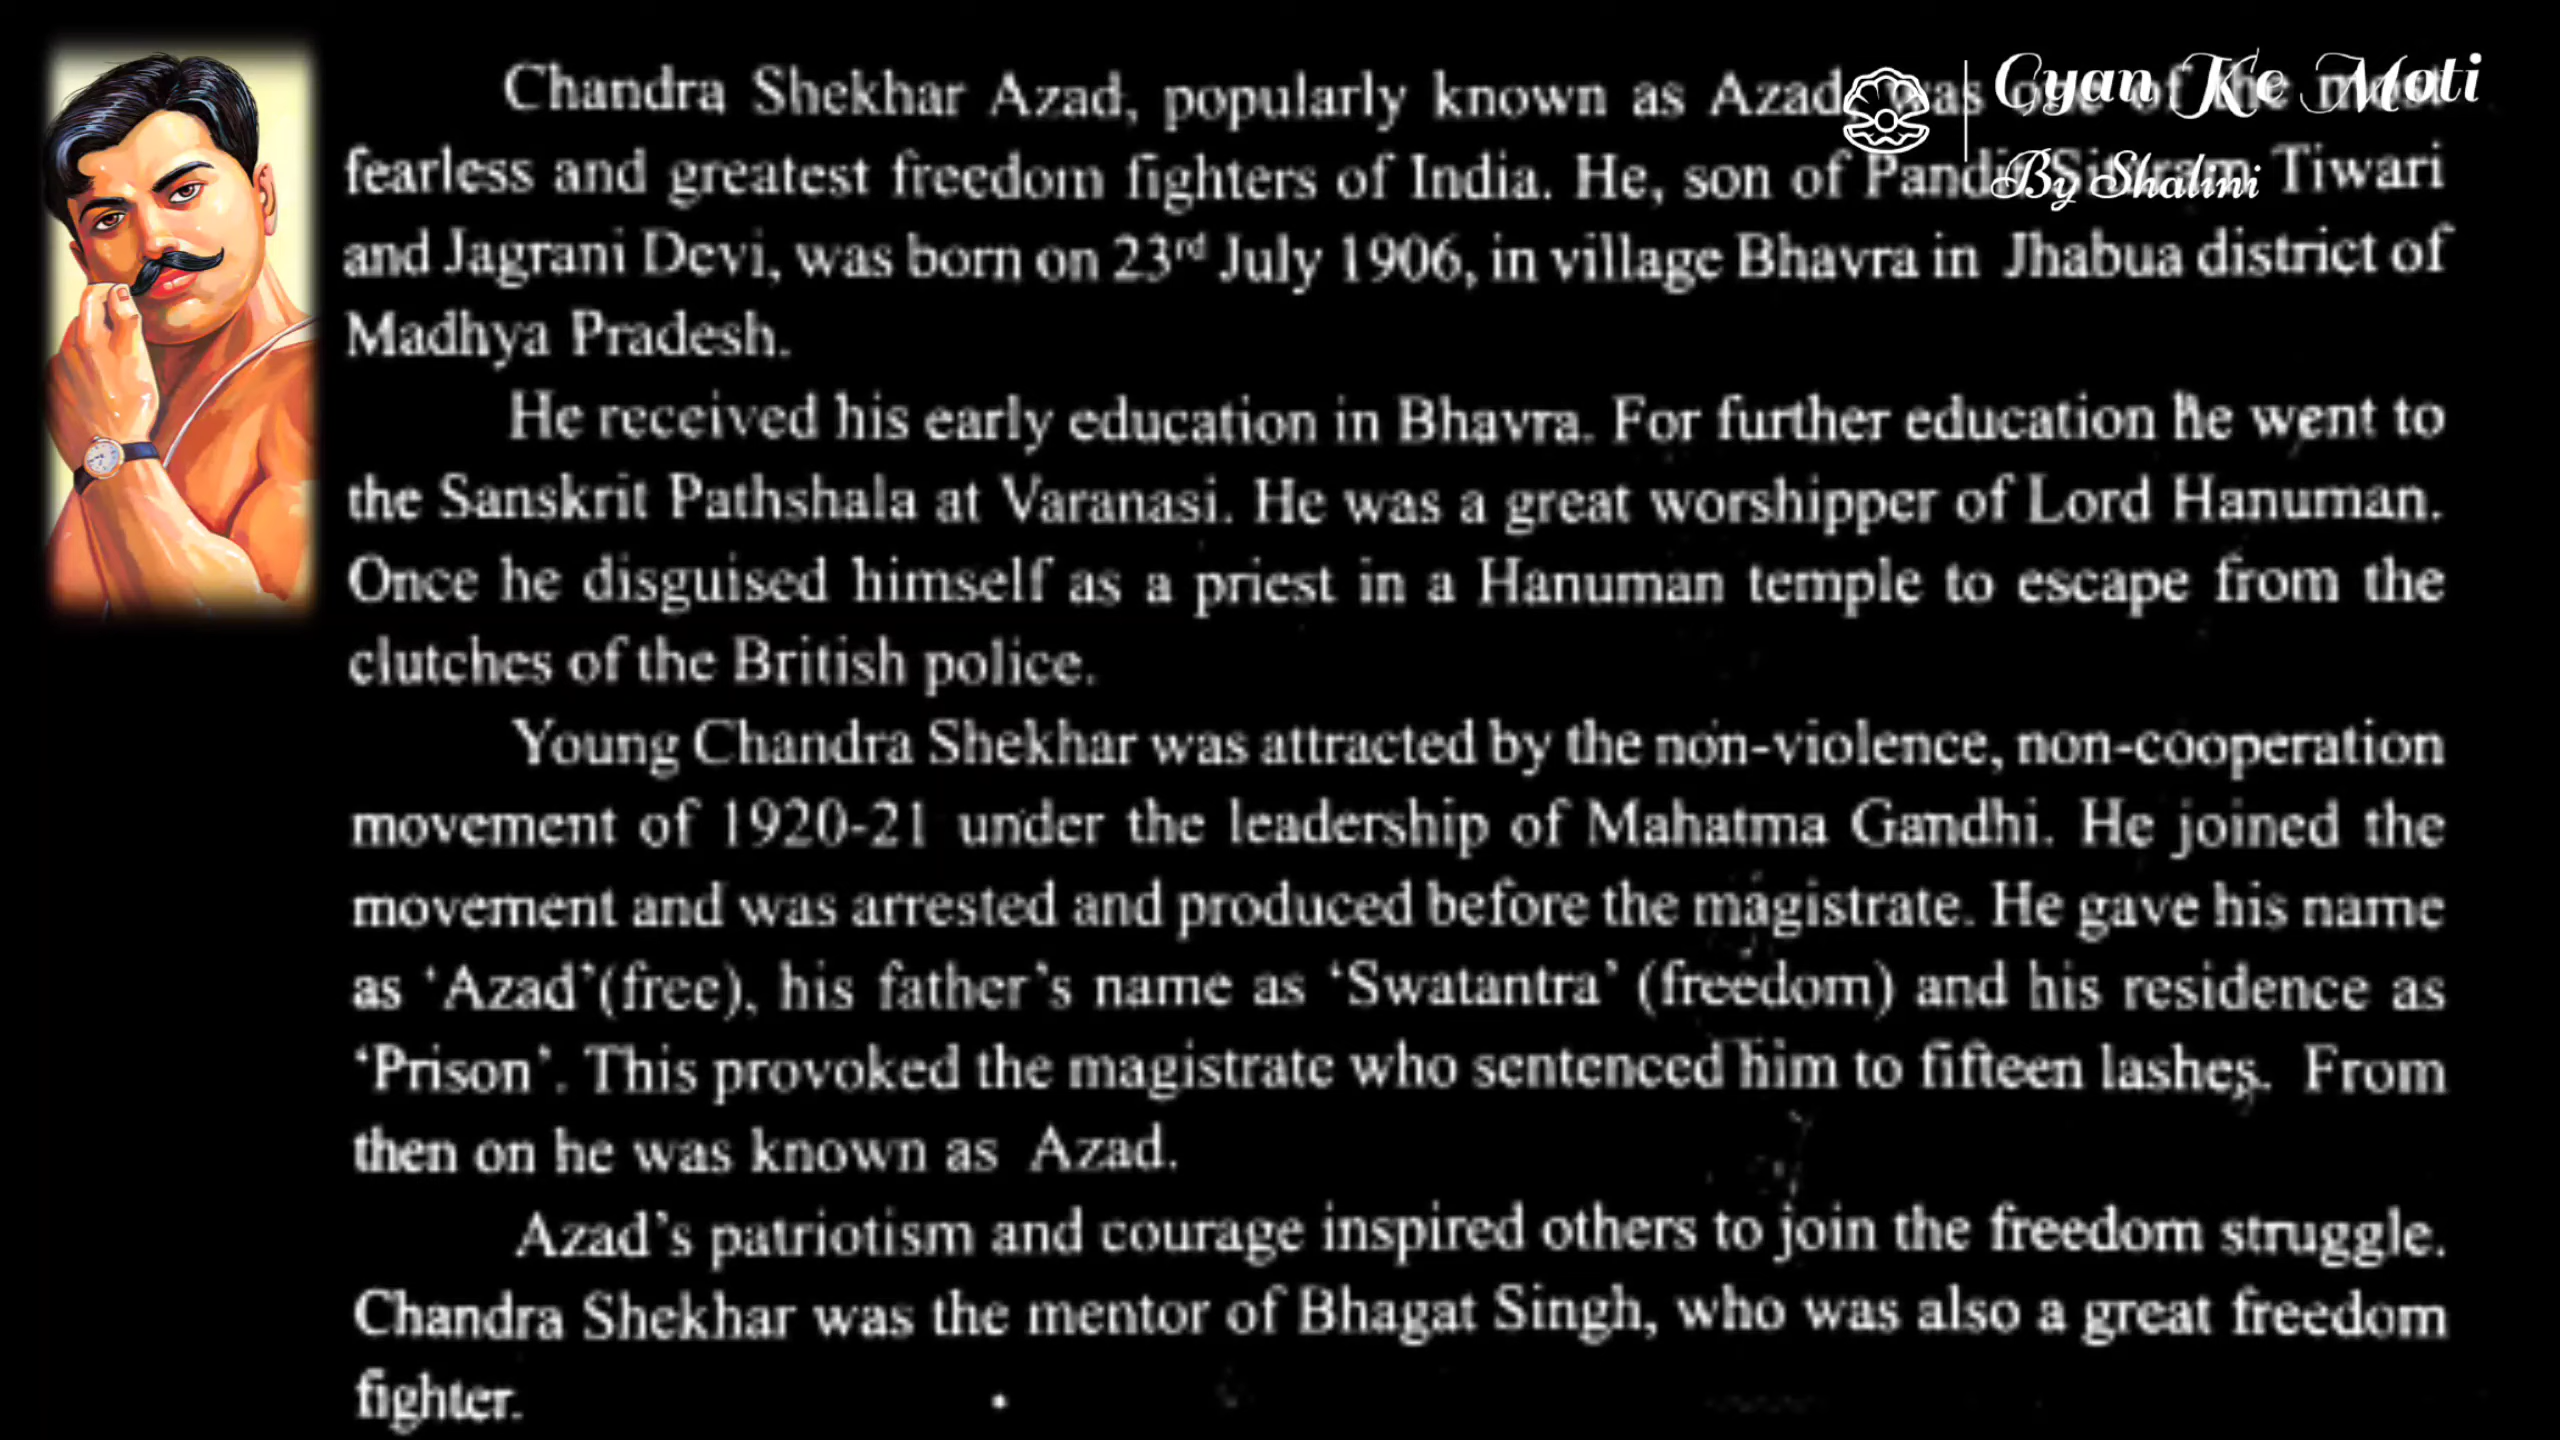 Chandra Shekhar Azad, popularly known as Azad, was one of the most
fearless and greatest freedom fighters of India. He, son of Pandit Sitaram Tiwari
and Jagrani Devi, was born on 23rd July 1906, in village Bhavra in Jhabua district of
Madhya Pradesh.
He received his early education in Bhavra. For further education he went to
the Sanskrit Pathshala at Varanasi. He was a great worshipper of Lord Hanuman.
Once he disguised himself as a priest in a Hanuman temple to escape from the
clutches of the British police.
Young Chandra Shekhar was attracted by the non-violence, non-cooperation
movement of 1920-21 under the leadership of Mahatma Gandhi. He joined the
movement and was arrested and produced before the magistrate. He gave his name
as ‘Azad’(free), his father’s name as ‘Swatantra’ (freedom) and his residence as
‘Prison’. This provoked the magistrate who sentenced him to fifteen lashes. From
then on he was known as Azad.
Azad’s patriotism and courage inspired others to join the freedom struggle.
Chandra Shekhar was the mentor of Bhagat Singh, who was also a great freedom
fighter.
Gyan Ke Moti
By Shalini